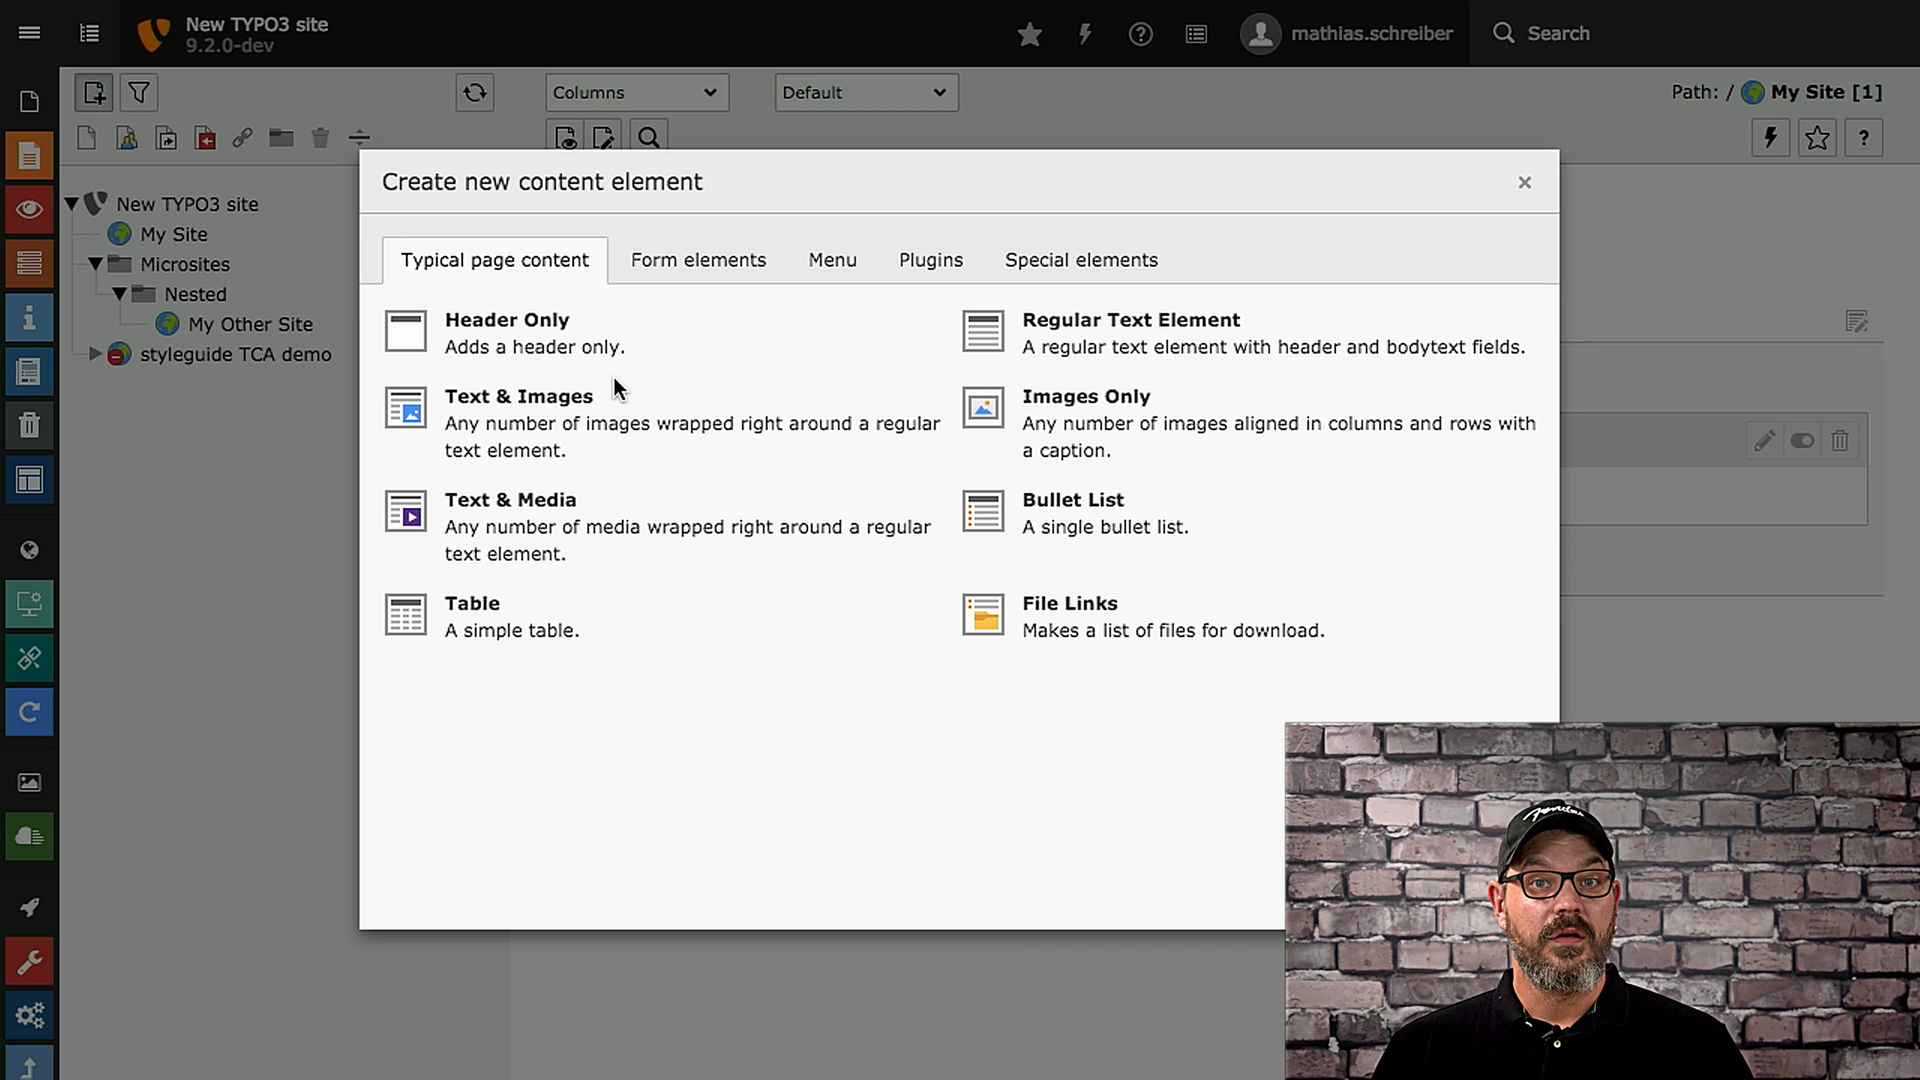 New TYPO3 site
9.2.0-dev
mathias.schreiber
Search
Columns
Default
Path: / My Site [1]
?
New TYPO3 site
My Site
Microsites
Nested
My Other Site
styleguide TCA demo
Create new content element
×
Typical page content
Form elements
Menu
Plugins
Special elements
Header Only
Adds a header only.
Regular Text Element
A regular text element with header and bodytext fields.
Text & Images
Any number of images wrapped right around a regular
text element.
Images Only
Any number of images aligned in columns and rows with
a caption.
Text & Media
Any number of media wrapped right around a regular
text element.
Bullet List
A single bullet list.
Table
A simple table.
File Links
Makes a list of files for download.
Fender